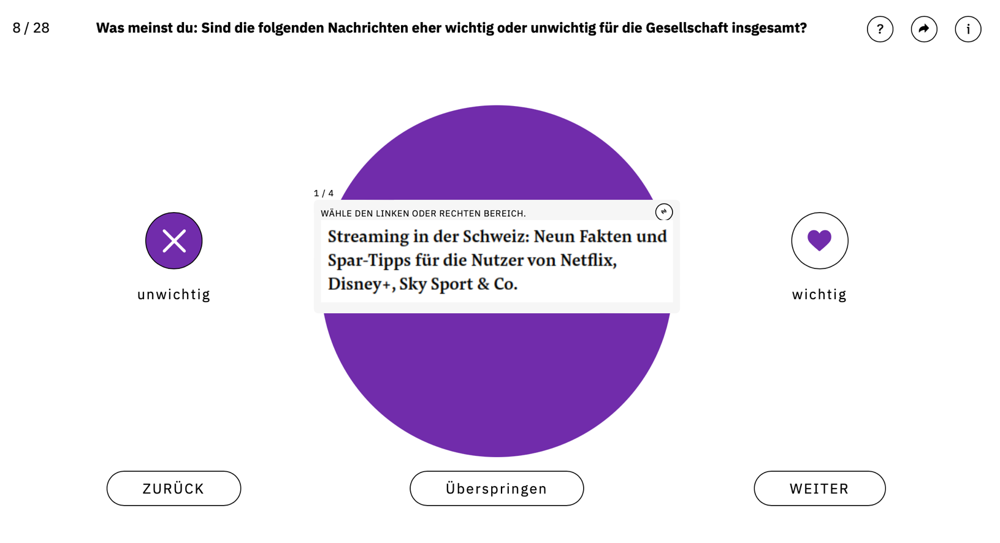 8 / 28
Was meinst du: Sind die folgenden Nachrichten eher wichtig oder unwichtig für die Gesellschaft insgesamt?
?
i
1 / 4
WÄHLE DEN LINKEN ODER RECHTEN BEREICH.
Streaming in der Schweiz: Neun Fakten und
Spar-Tipps für die Nutzer von Netflix,
Disney+, Sky Sport & Co.
unwichtig
wichtig
ZURÜCK
Überspringen
WEITER